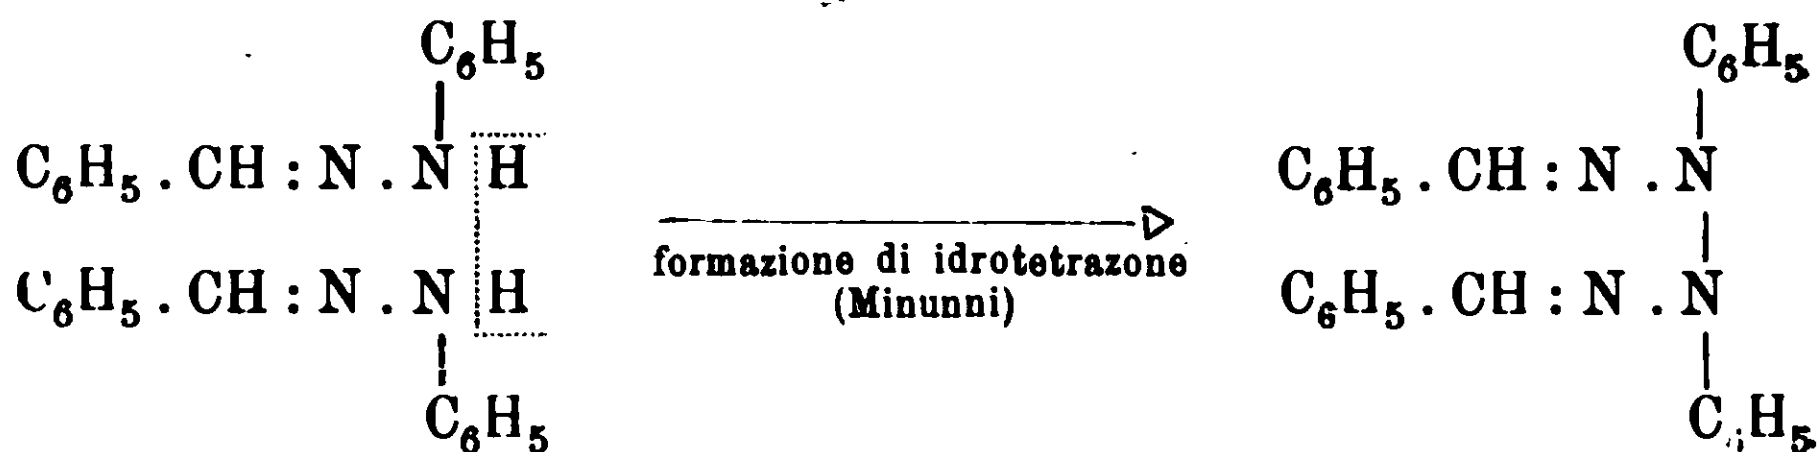 C₆H₅
C₆H₅ . CH : N . N H
C₆H₅ . CH : N . N H
C₆H₅
formazione di idrotetrazone
(Minunni)
C₆H₅
C₆H₅ . CH : N . N
C₆H₅ . CH : N . N
C₆H₅